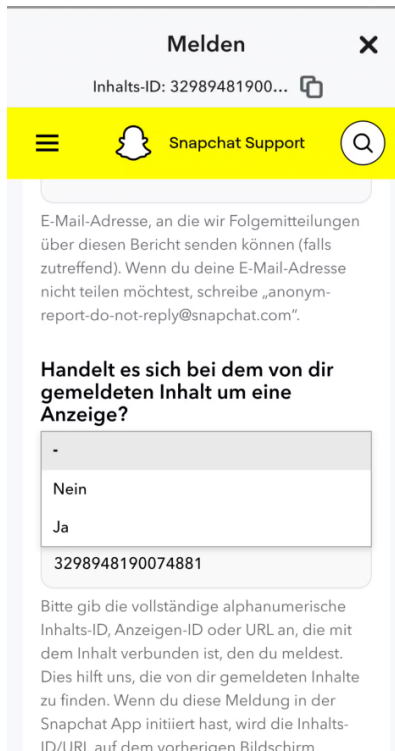 Melden
Inhalts-ID: 32989481900...
Snapchat Support
E-Mail-Adresse, an die wir Folgemitteilungen
über diesen Bericht senden können (falls
zutreffend). Wenn du deine E-Mail-Adresse
nicht teilen möchtest, schreibe „anonym-
report-do-not-reply@snapchat.com“.
Handelt es sich bei dem von dir
gemeldeten Inhalt um eine
Anzeige?
-
Nein
Ja
3298948190074881
Bitte gib die vollständige alphanumerische
Inhalts-ID, Anzeigen-ID oder URL an, die mit
dem Inhalt verbunden ist, den du meldest.
Dies hilft uns, die von dir gemeldeten Inhalte
zu finden. Wenn du diese Meldung in der
Snapchat App initiiert hast, wird die Inhalts-
ID/URL auf dem vorherigen Bildschirm